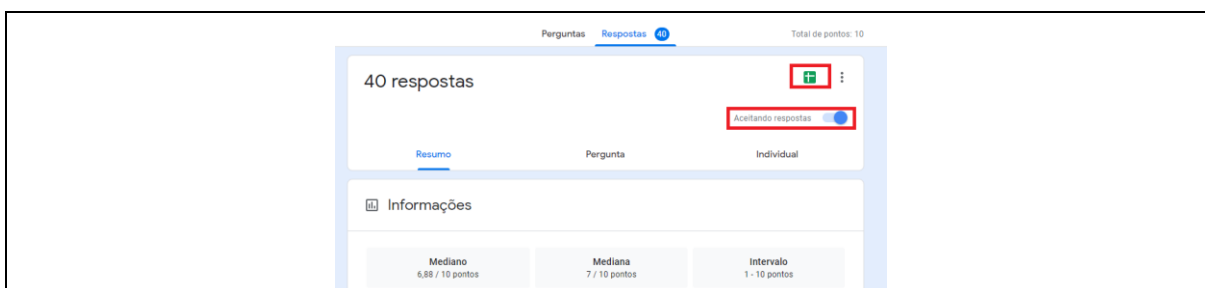 Perguntas Respostas 40 Total de pontos: 10
40 respostas
Aceitando respostas
Resumo Pergunta Individual
Informações
Mediano Mediana Intervalo
6,88 / 10 pontos 7 / 10 pontos 1 - 10 pontos